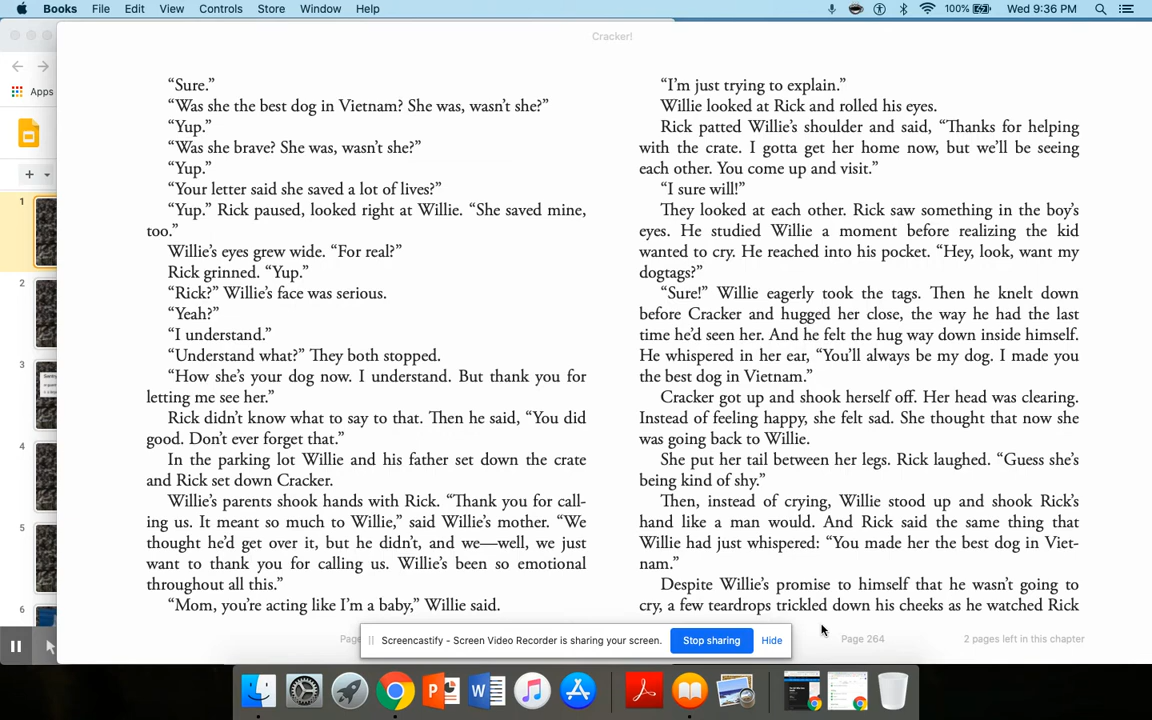 Books File Edit View Controls Store Window Help 100% Wed 9:36 PM
Cracker!
Apps
1
2
3
4
5
6
“Sure.”
“Was she the best dog in Vietnam? She was, wasn’t she?”
“Yup.”
“Was she brave? She was, wasn’t she?”
“Yup.”
“Your letter said she saved a lot of lives?”
“Yup.” Rick paused, looked right at Willie. “She saved mine,
too.”
Willie’s eyes grew wide. “For real?”
Rick grinned. “Yup.”
“Rick?” Willie’s face was serious.
“Yeah?”
“I understand.”
“Understand what?” They both stopped.
“How she’s your dog now. I understand. But thank you for
letting me see her.”
Rick didn’t know what to say to that. Then he said, “You did
good. Don’t ever forget that.”
In the parking lot Willie and his father set down the crate
and Rick set down Cracker.
Willie’s parents shook hands with Rick. “Thank you for call-
ing us. It meant so much to Willie,” said Willie’s mother. “We
thought he’d get over it, but he didn’t, and we—well, we just
want to thank you for calling us. Willie’s been so emotional
throughout all this.”
“Mom, you’re acting like I’m a baby,” Willie said.
“I’m just trying to explain.”
Willie looked at Rick and rolled his eyes.
Rick patted Willie’s shoulder and said, “Thanks for helping
with the crate. I gotta get her home now, but we’ll be seeing
each other. You come up and visit.”
“I sure will!”
They looked at each other. Rick saw something in the boy’s
eyes. He studied Willie a moment before realizing the kid
wanted to cry. He reached into his pocket. “Hey, look, want my
dogtags?”
“Sure!” Willie eagerly took the tags. Then he knelt down
before Cracker and hugged her close, the way he had the last
time he’d seen her. And he felt the hug way down inside himself.
He whispered in her ear, “You’ll always be my dog. I made you
the best dog in Vietnam.”
Cracker got up and shook herself off. Her head was clearing.
Instead of feeling happy, she felt sad. She thought that now she
was going back to Willie.
She put her tail between her legs. Rick laughed. “Guess she’s
being kind of shy.”
Then, instead of crying, Willie stood up and shook Rick’s
hand like a man would. And Rick said the same thing that
Willie had just whispered: “You made her the best dog in Viet-
nam.”
Despite Willie’s promise to himself that he wasn’t going to
cry, a few teardrops trickled down his cheeks as he watched Rick
Screencastify - Screen Video Recorder is sharing your screen. Stop sharing Hide
Page 264 2 pages left in this chapter